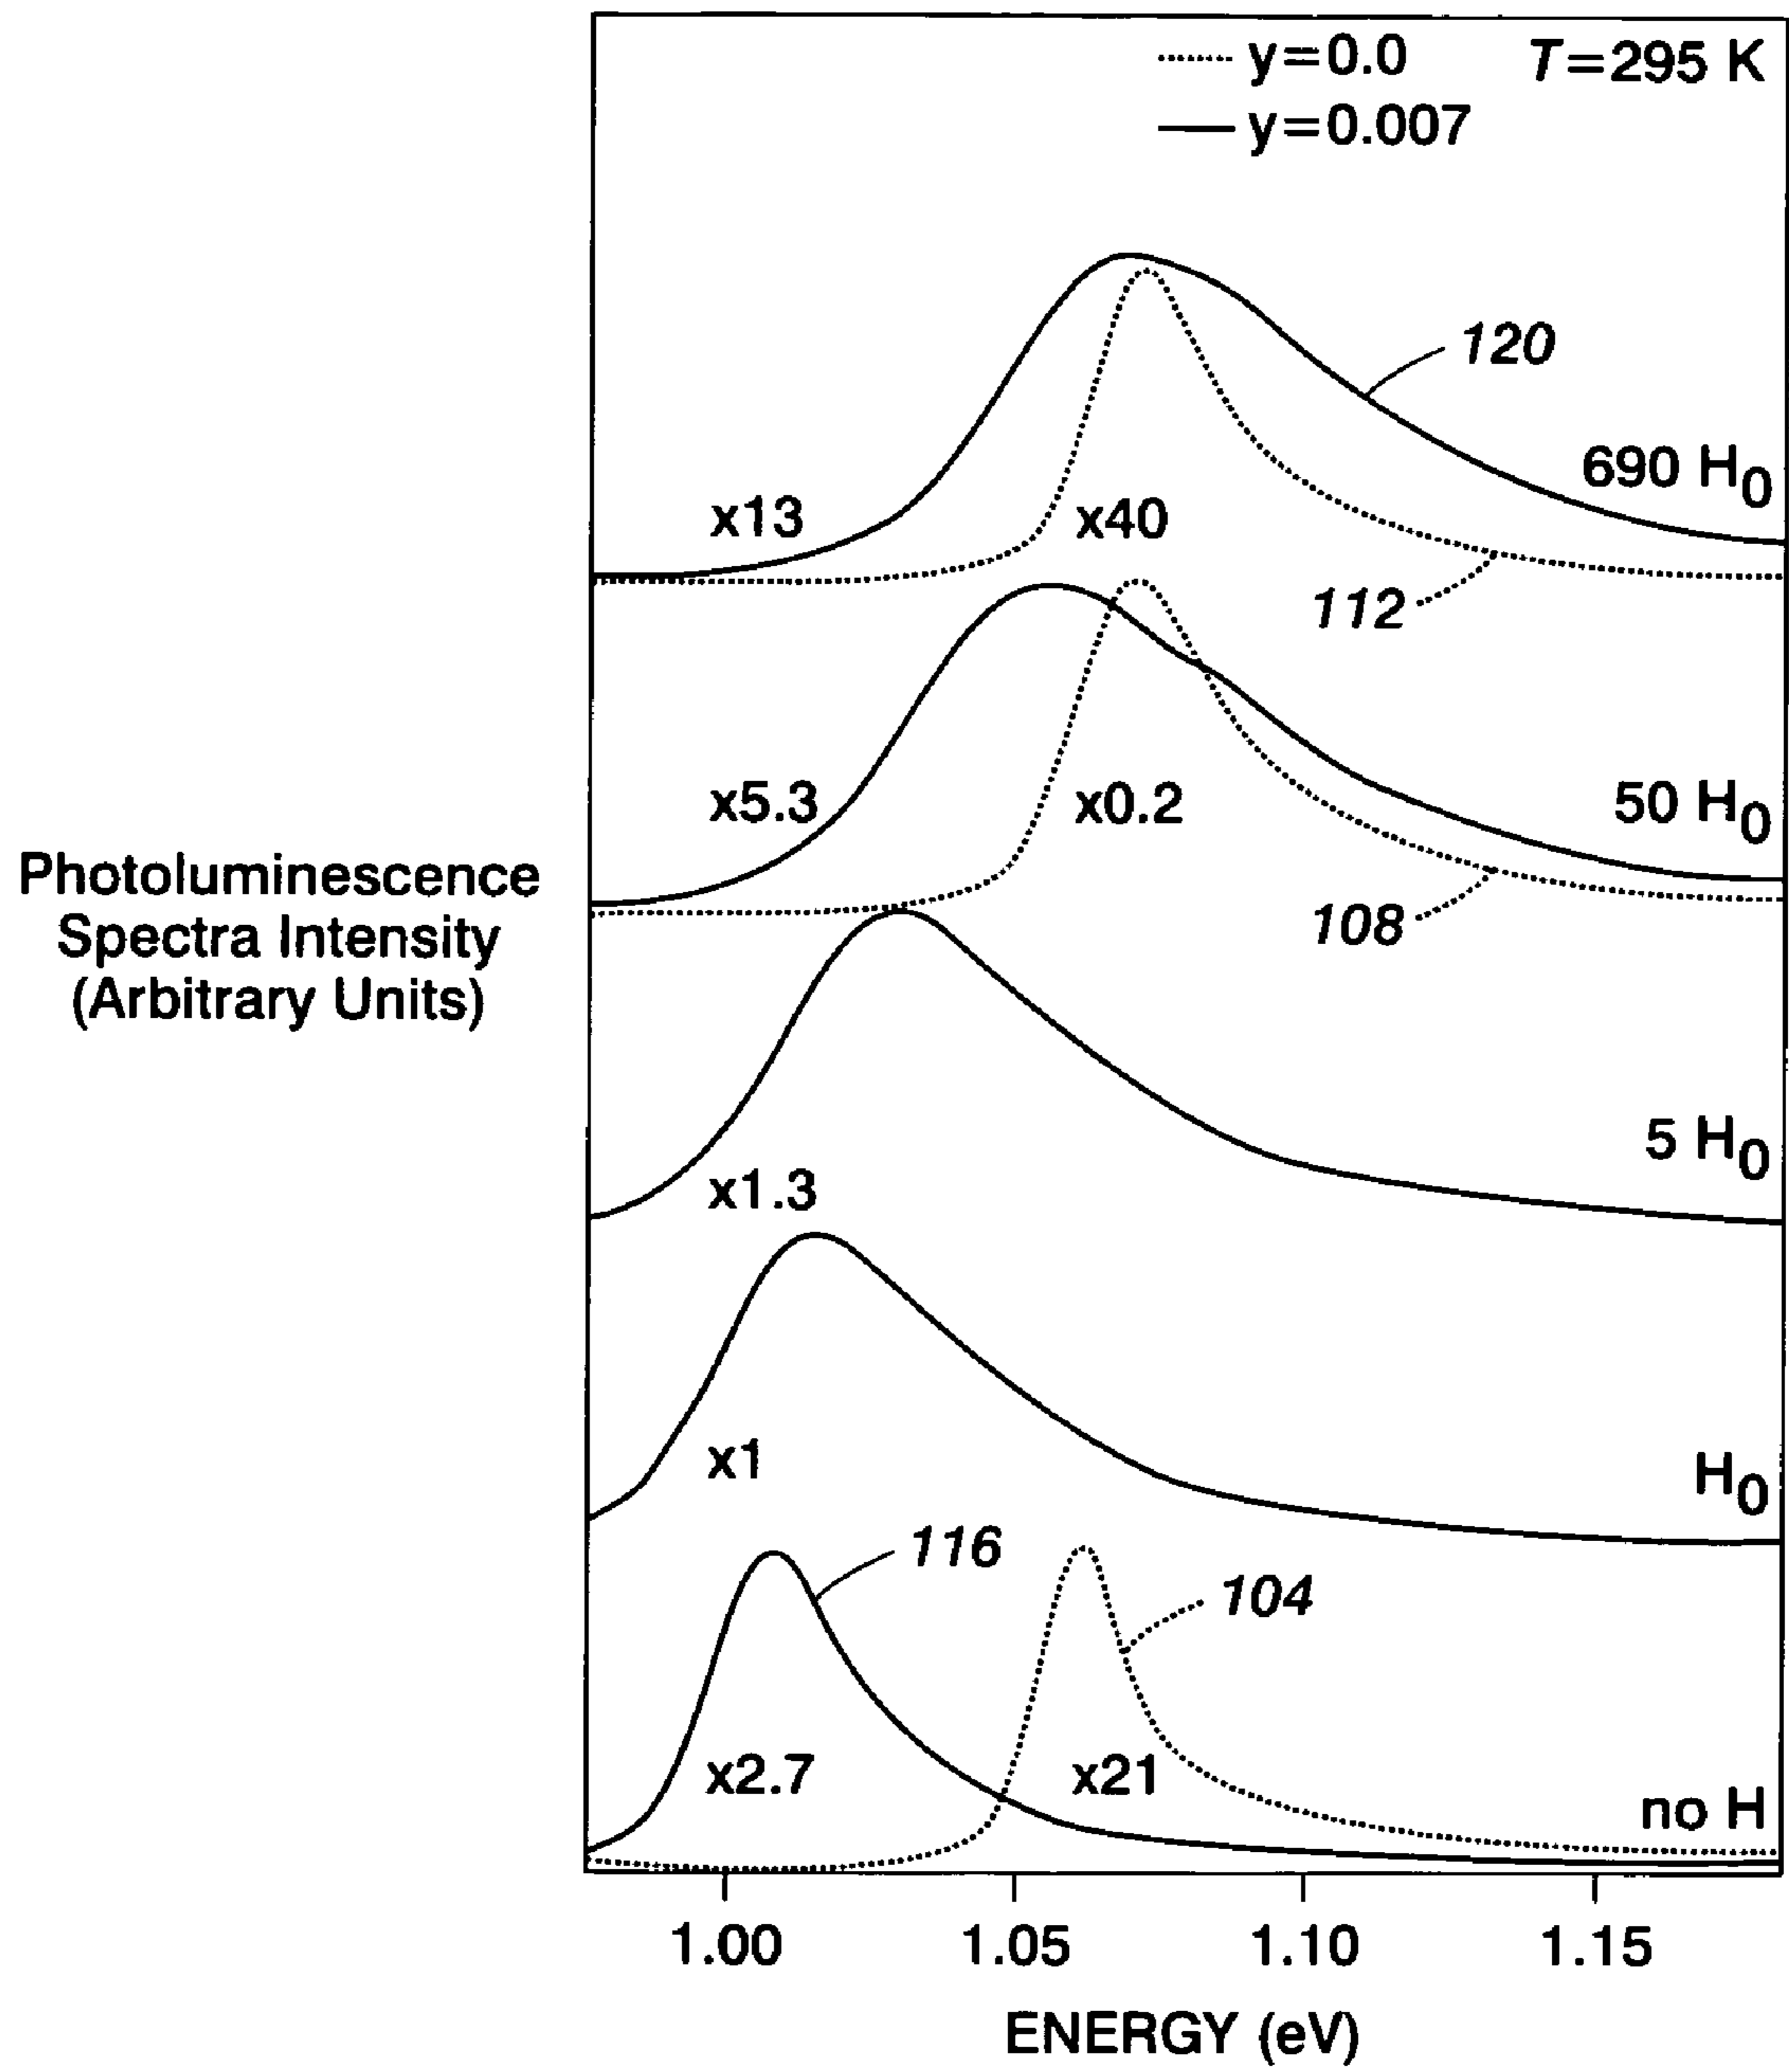 y=0.0 T=295 K
y=0.007
120
690 H0
x13 x40
112
x5.3 x0.2 50 H0
Photoluminescence
Spectra Intensity
(Arbitrary Units)
108
5 H0
x1.3
x1 H0
116
104
x2.7 x21 no H
1.00 1.05 1.10 1.15
ENERGY (eV)